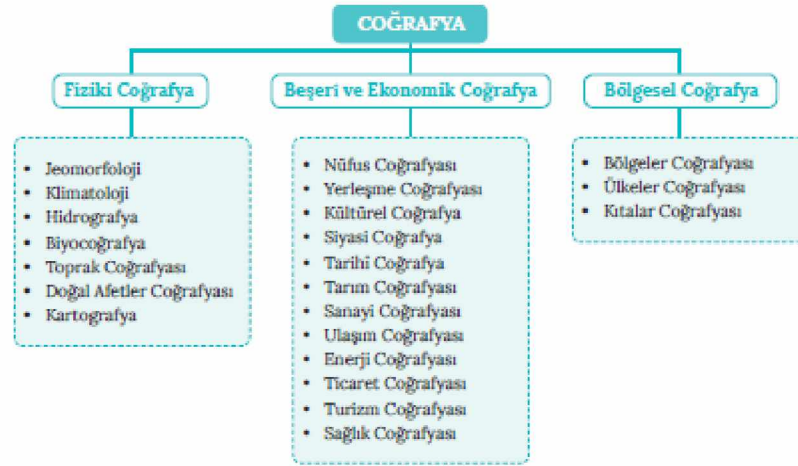 COĞRAFYA
Fiziki Coğrafya
Jeomorfoloji
Klimatoloji
Hidrografya
Biyocoğrafya
Toprak Coğrafyası
Doğal Afetler Coğrafyası
Kartografya
Beşeri ve Ekonomik Coğrafya
Nüfus Coğrafyası
Yerleşme Coğrafyası
Kültürel Coğrafya
Siyasi Coğrafya
Tarihî Coğrafya
Tarım Coğrafyası
Sanayi Coğrafyası
Ulaşım Coğrafyası
Enerji Coğrafyası
Ticaret Coğrafyası
Turizm Coğrafyası
Sağlık Coğrafyası
Bölgesel Coğrafya
Bölgeler Coğrafyası
Ülkeler Coğrafyası
Kıtalar Coğrafyası